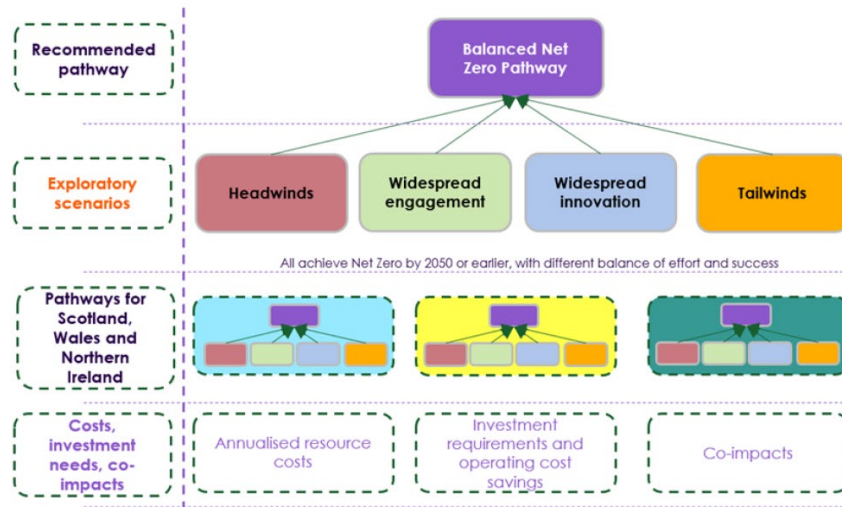 Recommended
pathway
Balanced Net
Zero Pathway
Exploratory
scenarios
Headwinds
Widespread
engagement
Widespread
innovation
Tailwinds
All achieve Net Zero by 2050 or earlier, with different balance of effort and success
Pathways for
Scotland,
Wales and
Northern
Ireland
Costs,
investment
needs, co-
impacts
Annualised resource
costs
Investment
requirements and
operating cost
savings
Co-impacts